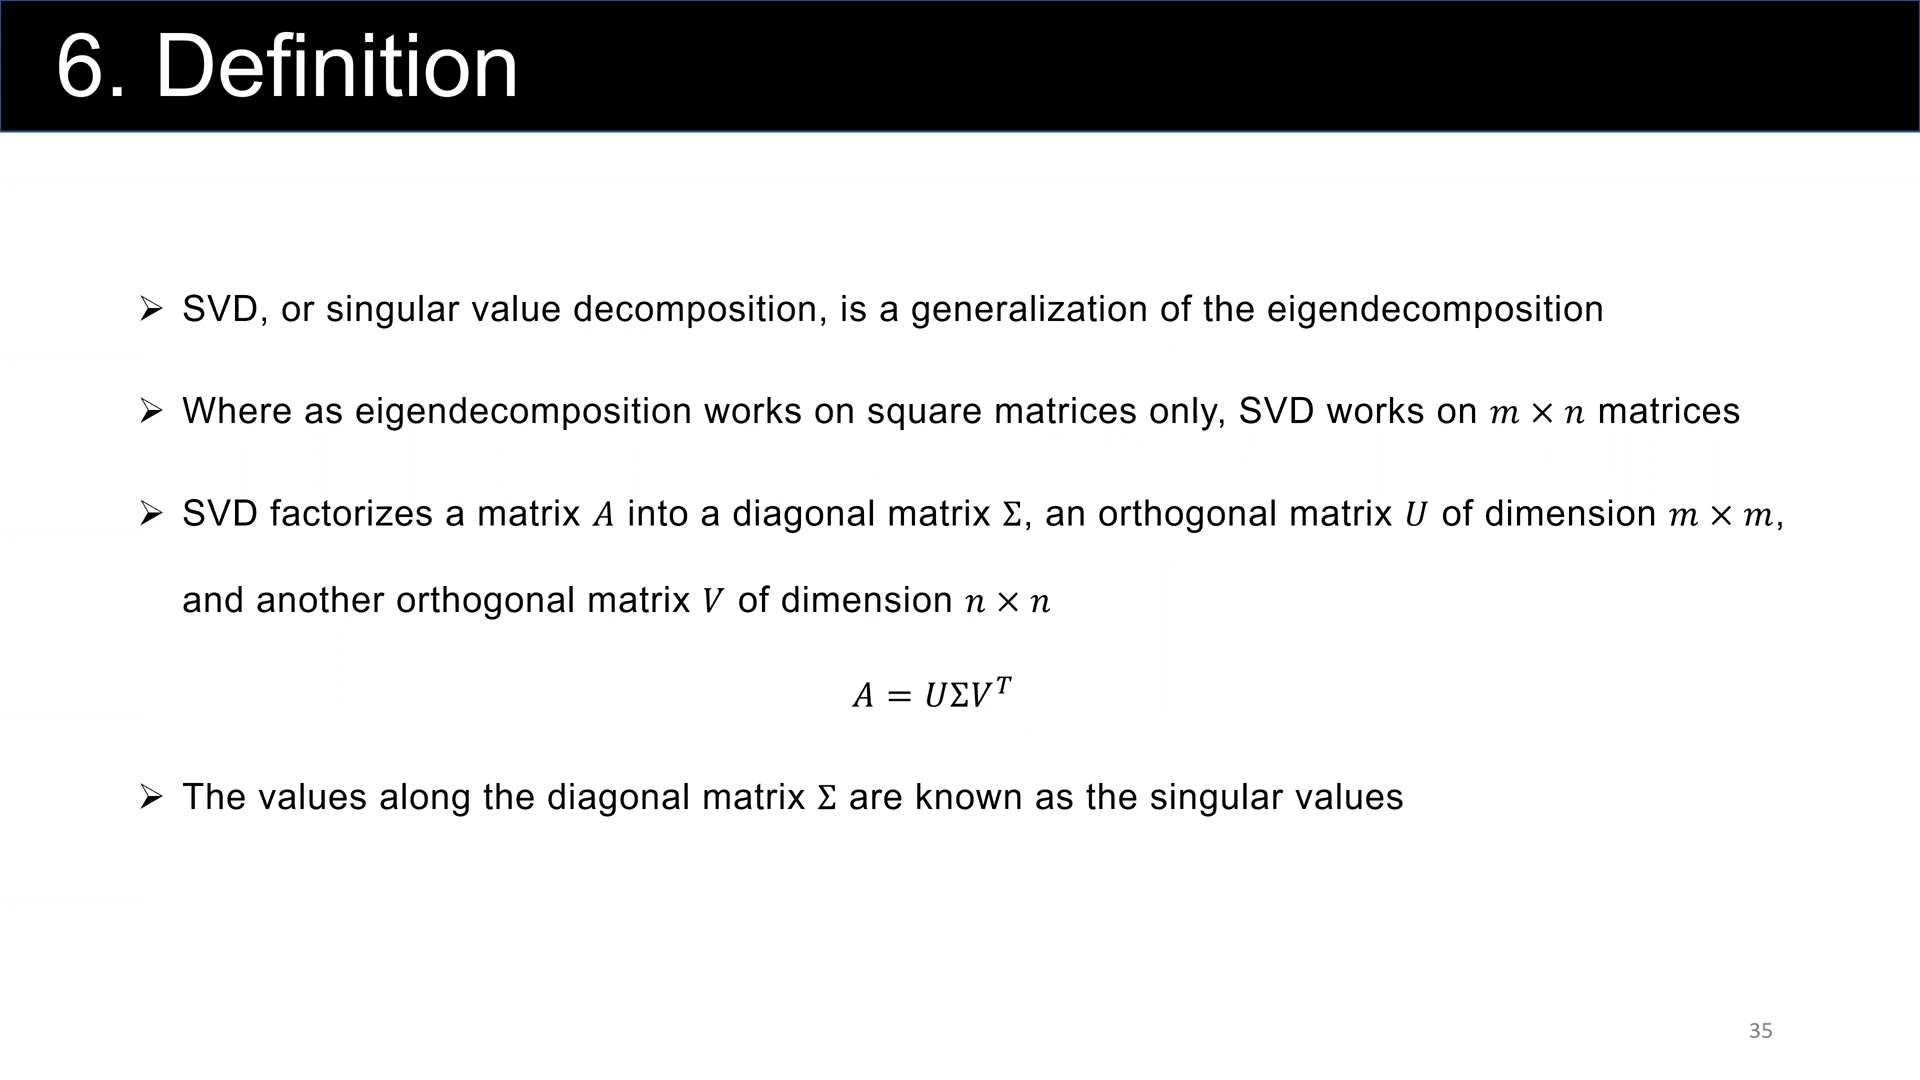 6. Definition
➢ SVD, or singular value decomposition, is a generalization of the eigendecomposition
➢ Where as eigendecomposition works on square matrices only, SVD works on 𝑚 × 𝑛 matrices
➢ SVD factorizes a matrix 𝐴 into a diagonal matrix Σ, an orthogonal matrix 𝑈 of dimension 𝑚 × 𝑚,
and another orthogonal matrix 𝑉 of dimension 𝑛 × 𝑛
𝐴 = 𝑈Σ𝑉ᵀ
➢ The values along the diagonal matrix Σ are known as the singular values
35